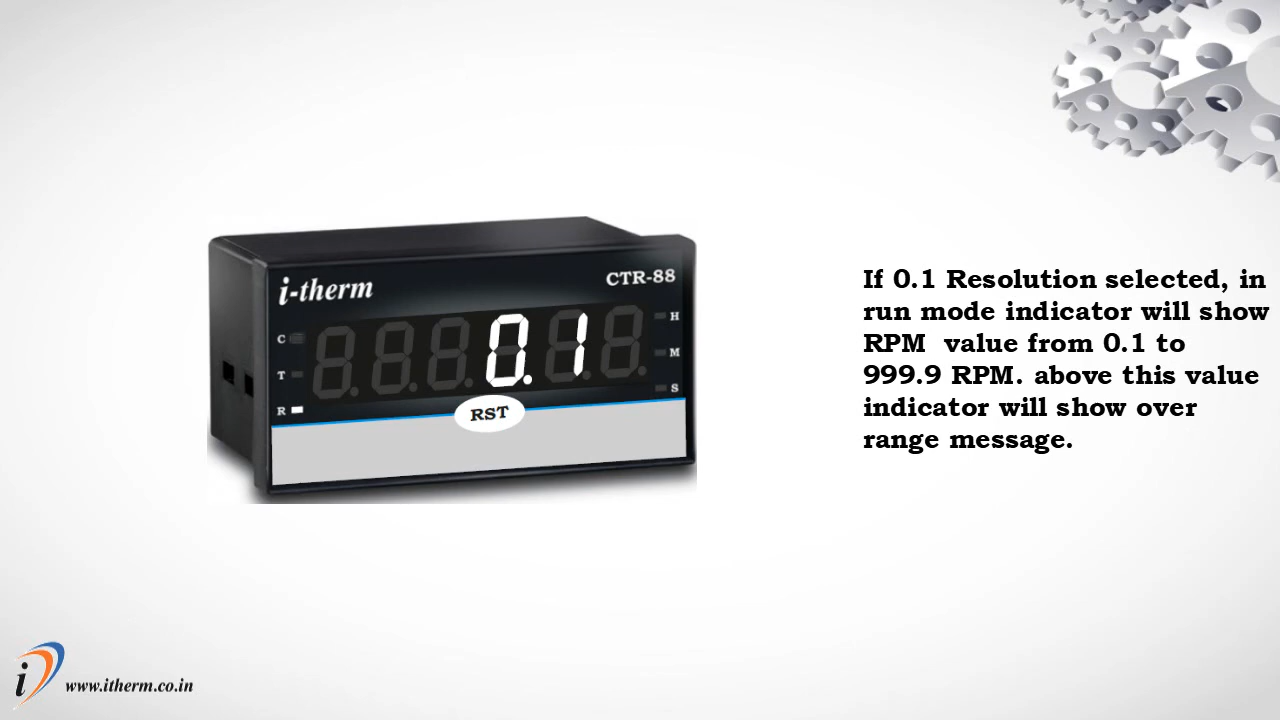 i-therm
CTR-88
C
T
R
0.1
H
M
S
RST
If 0.1 Resolution selected, in
run mode indicator will show
RPM  value from 0.1 to
999.9 RPM. above this value
indicator will show over
range message.
i
www.itherm.co.in